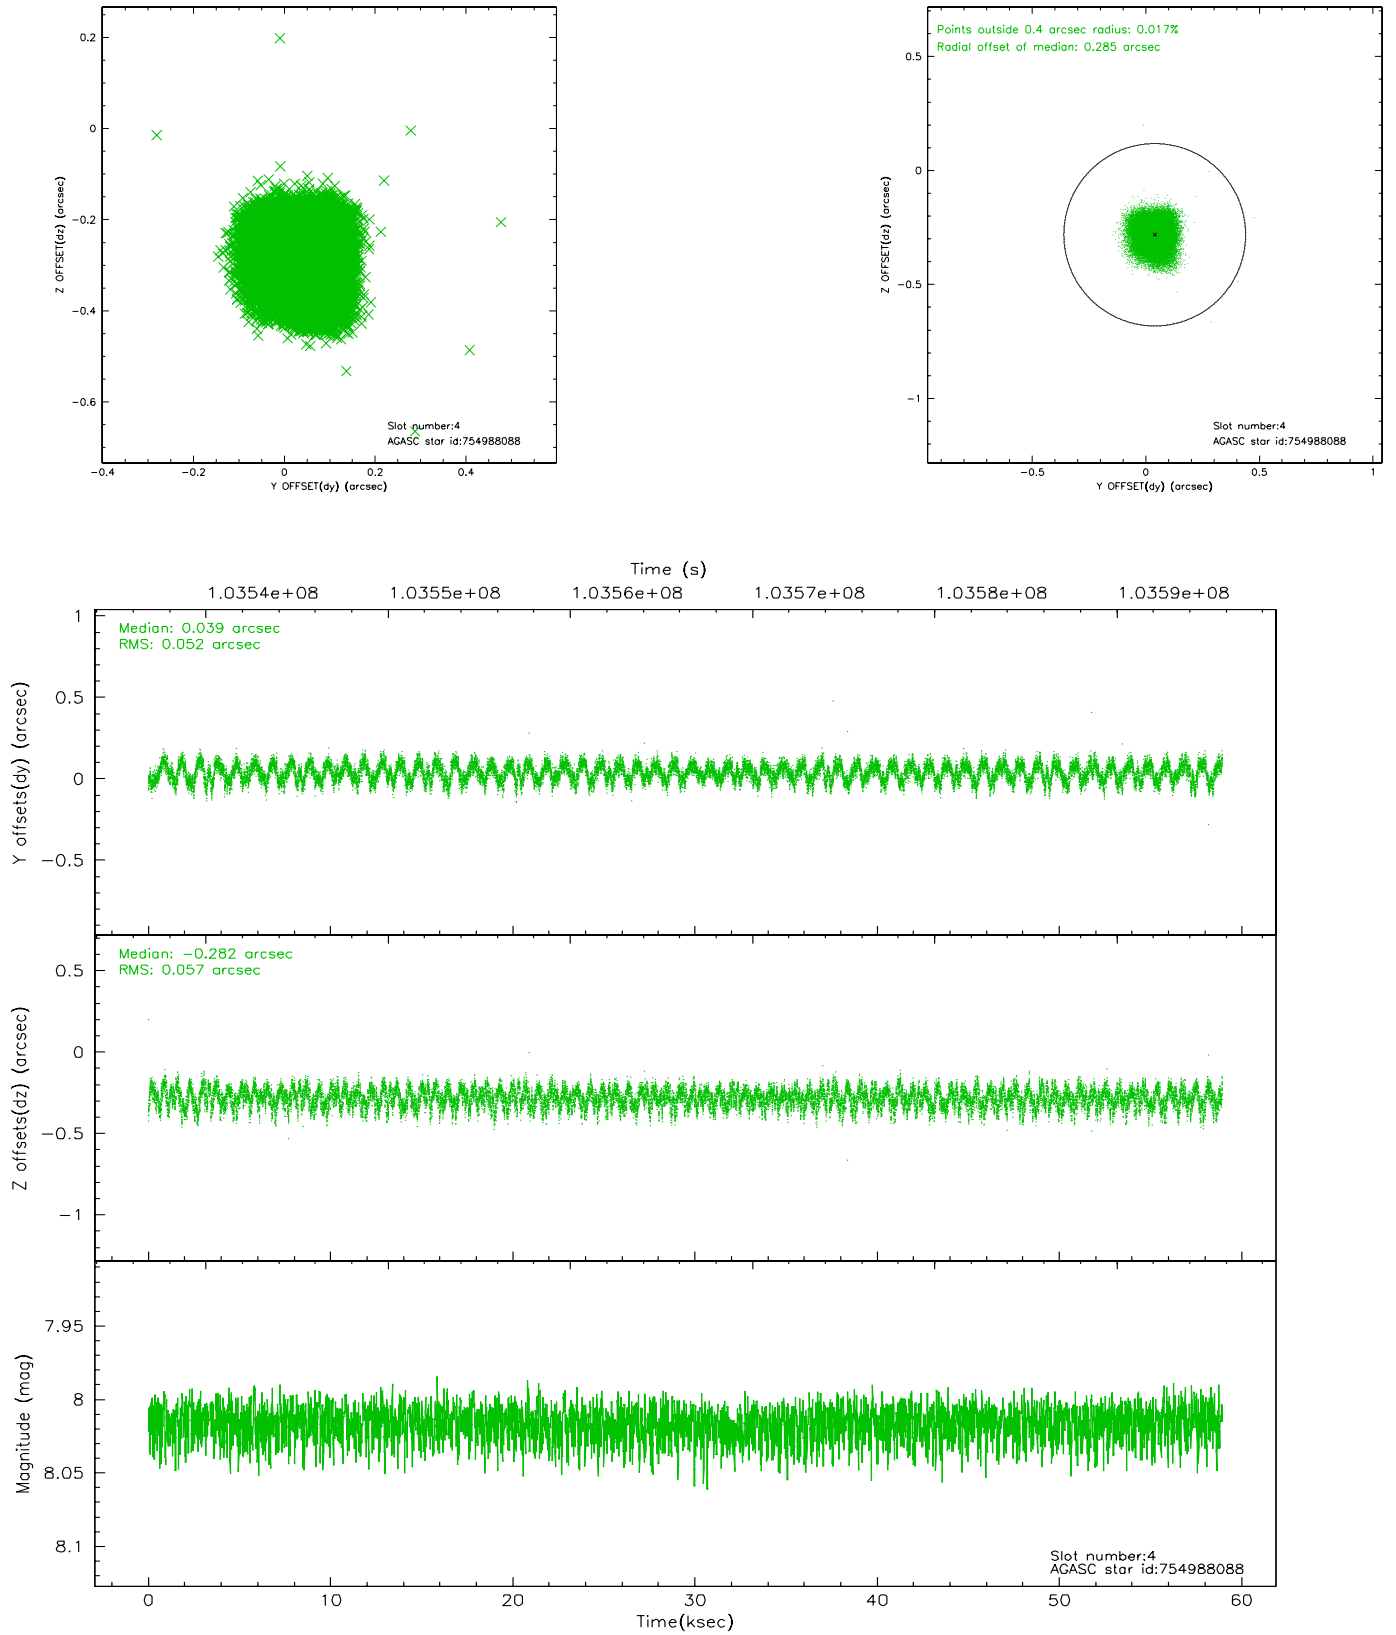 0.2
0
−0.2
−0.4
−0.6
Z OFFSET(dz) (arcsec)
Slot number:4
AGASC star id:754988088
−0.4 −0.2 0 0.2 0.4
Y OFFSET(dy) (arcsec)
Points outside 0.4 arcsec radius: 0.017%
Radial offset of median: 0.285 arcsec
0.5
0
−0.5
−1
Z OFFSET(dz) (arcsec)
Slot number:4
AGASC star id:754988088
−0.5 0 0.5 1
Y OFFSET(dy) (arcsec)
Time (s)
1.0354e+08 1.0355e+08 1.0356e+08 1.0357e+08 1.0358e+08 1.0359e+08
Median: 0.039 arcsec
RMS: 0.052 arcsec
1
0.5
0
−0.5
Y offsets(dy) (arcsec)
Median: −0.282 arcsec
RMS: 0.057 arcsec
0.5
0
−0.5
−1
Z offsets(dz) (arcsec)
7.95
8
8.05
8.1
Magnitude (mag)
Slot number:4
AGASC star id:754988088
0 10 20 30 40 50 60
Time(ksec)